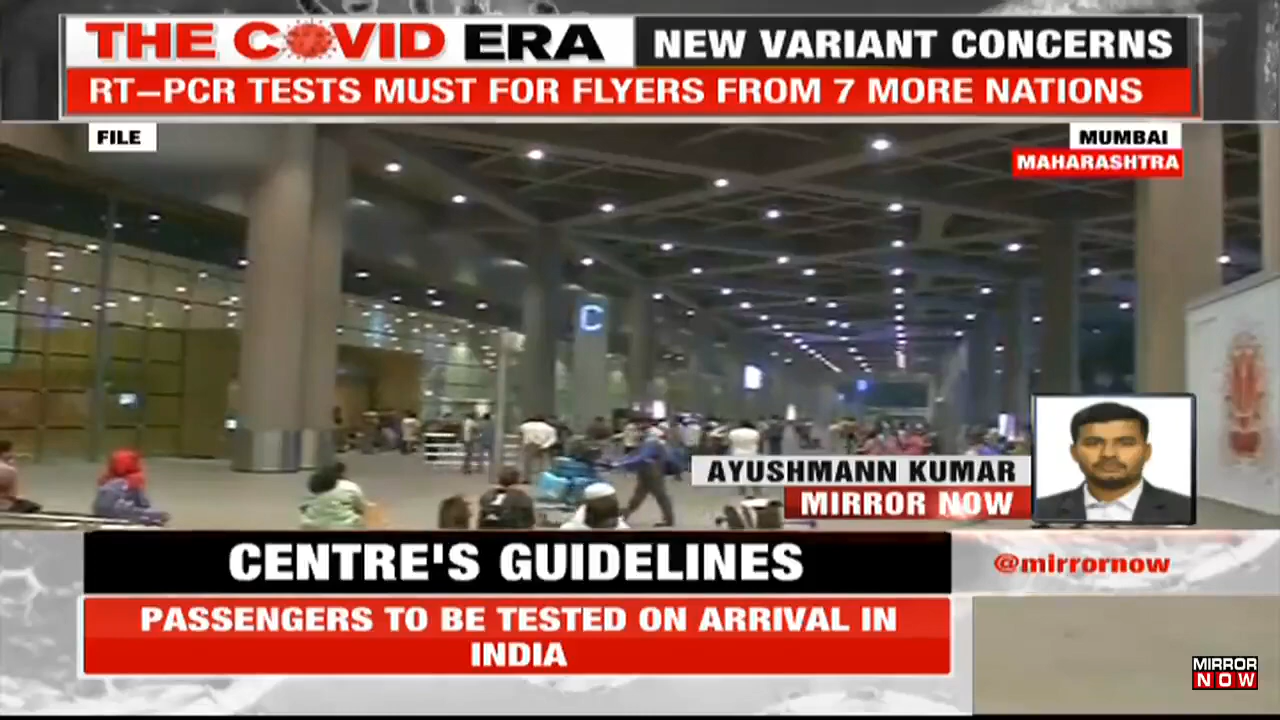 THE COVID ERA
NEW VARIANT CONCERNS
RT-PCR TESTS MUST FOR FLYERS FROM 7 MORE NATIONS
FILE
MUMBAI
MAHARASHTRA
C
AYUSHMANN KUMAR
MIRROR NOW
CENTRE'S GUIDELINES
@mirrornow
PASSENGERS TO BE TESTED ON ARRIVAL IN
INDIA
MIRROR
NOW